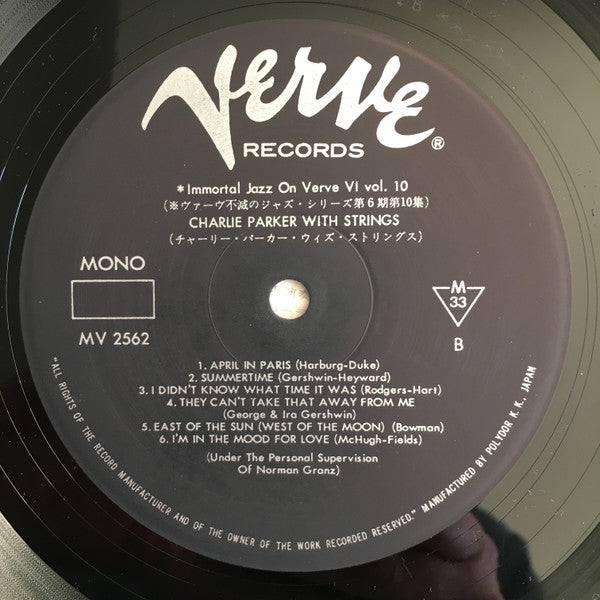 Verve®
RECORDS
*Immortal Jazz On Verve VI vol. 10
(※ヴァーヴ不滅のジャズ・シリーズ第6期第10集)
CHARLIE PARKER WITH STRINGS
(チャーリー・パーカー・ウィズ・ストリングス)
MONO
MV 2562
M
33
B
1. APRIL IN PARIS (Harburg-Duke)
2. SUMMERTIME (Gershwin-Heyward)
3. I DIDN'T KNOW WHAT TIME IT WAS (Rodgers-Hart)
4. THEY CAN'T TAKE THAT AWAY FROM ME
(George & Ira Gershwin)
5. EAST OF THE SUN (WEST OF THE MOON) (Bowman)
6. I'M IN THE MOOD FOR LOVE (McHugh-Fields)
(Under The Personal Supervision
Of Norman Granz)
"ALL RIGHTS OF THE RECORD MANUFACTURER AND OF THE OWNER OF THE WORK RECORDED RESERVED." MANUFACTURED BY POLYDOR K. K., JAPAN